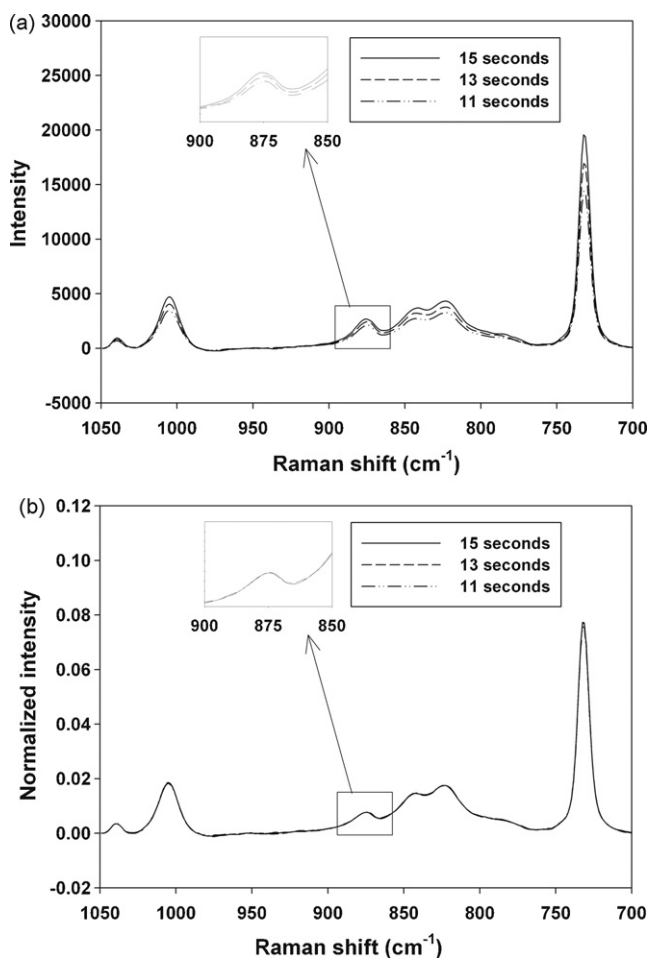 (a)
30000
25000
20000
15000
10000
5000
0
-5000
Intensity
900 875 850
15 seconds
13 seconds
11 seconds
1050 1000 950 900 850 800 750 700
Raman shift (cm⁻¹)
(b)
0.12
0.10
0.08
0.06
0.04
0.02
0.00
-0.02
Normalized intensity
900 875 850
15 seconds
13 seconds
11 seconds
1050 1000 950 900 850 800 750 700
Raman shift (cm⁻¹)